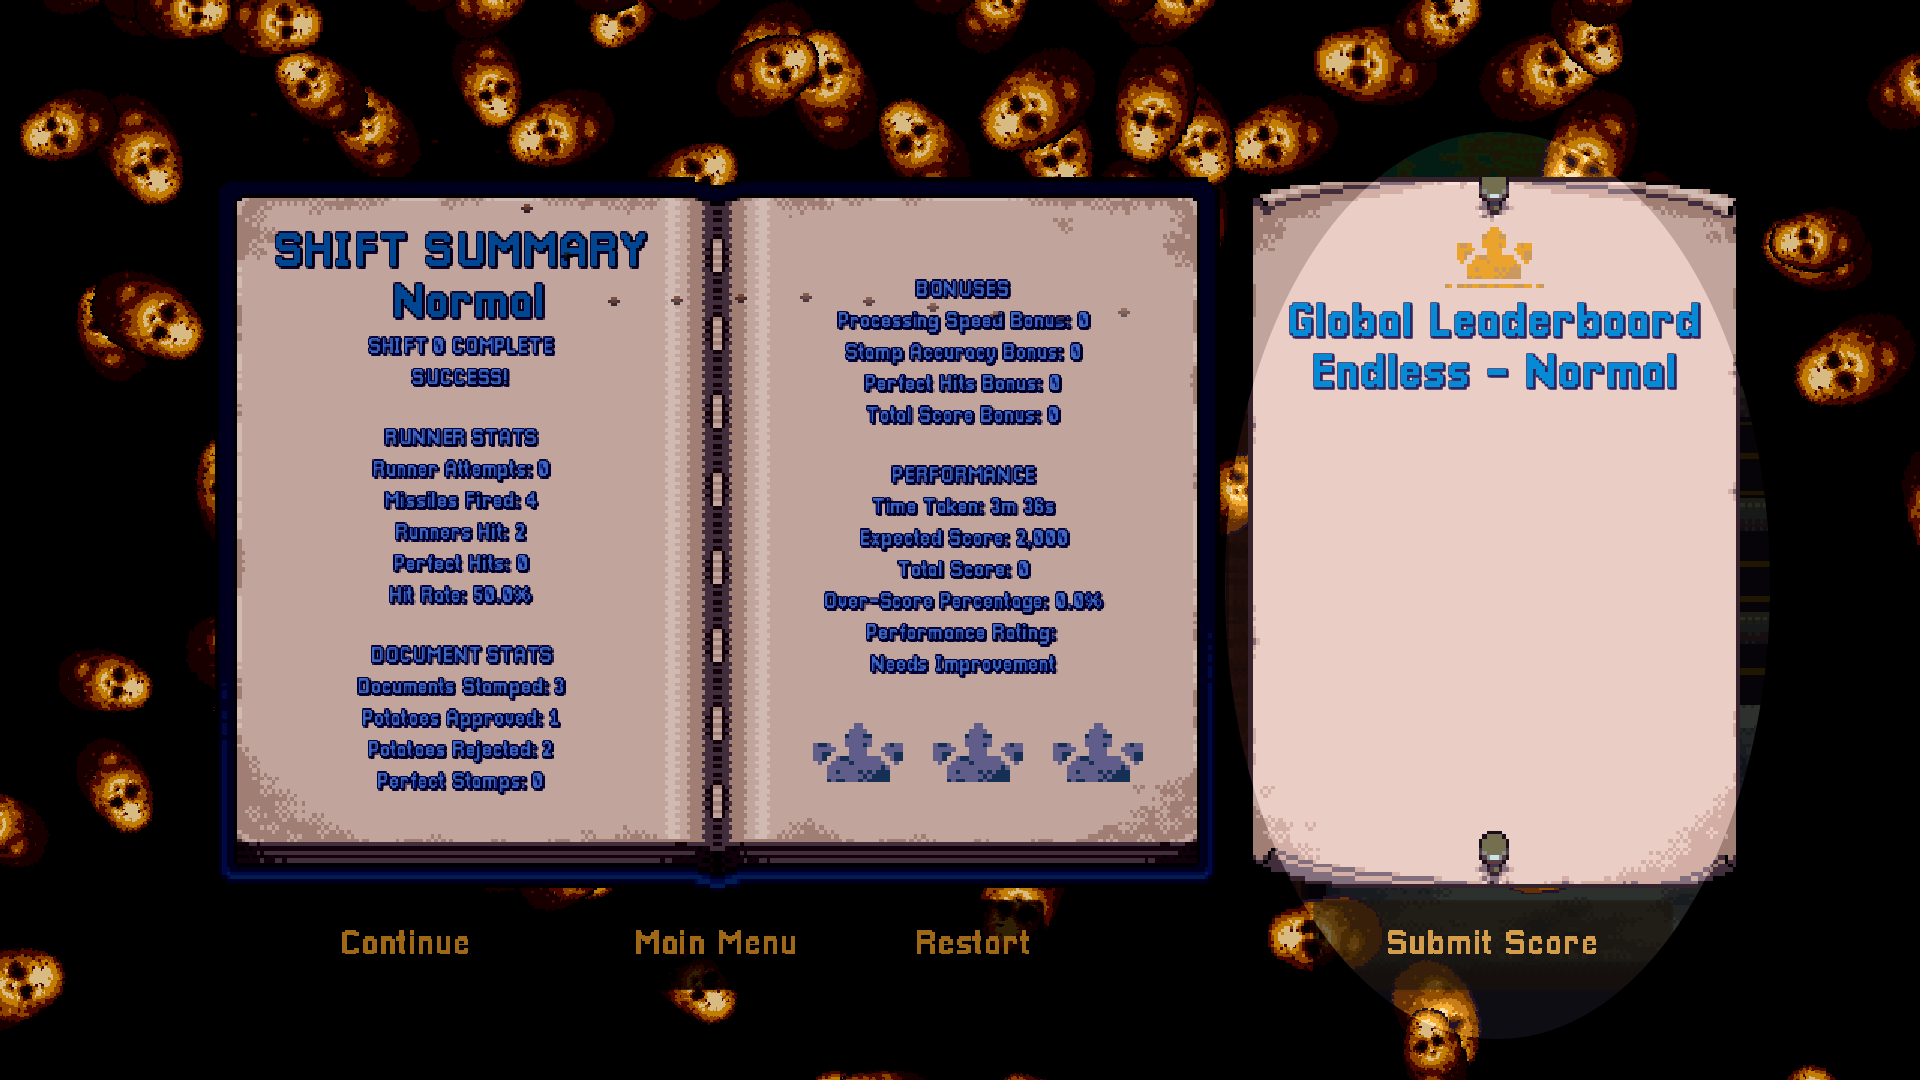 SHIFT SUMMARY
Normal
SHIFT 0 COMPLETE
SUCCESS!
RUNNER STATS
Runner Attempts: 0
Missiles Fired: 4
Runners Hit: 2
Perfect Hits: 0
Hit Rate: 50.0%
DOCUMENT STATS
Documents Stamped: 3
Potatoes Approved: 1
Potatoes Rejected: 2
Perfect Stamps: 0
BONUSES
Processing Speed Bonus: 0
Stamp Accuracy Bonus: 0
Perfect Hits Bonus: 0
Total Score Bonus: 0
PERFORMANCE
Time Taken: 3m 36s
Expected Score: 2,000
Total Score: 0
Over-Score Percentage: 0.0%
Performance Rating:
Needs Improvement
Global Leaderboard
Endless - Normal
Continue
Main Menu
Restart
Submit Score